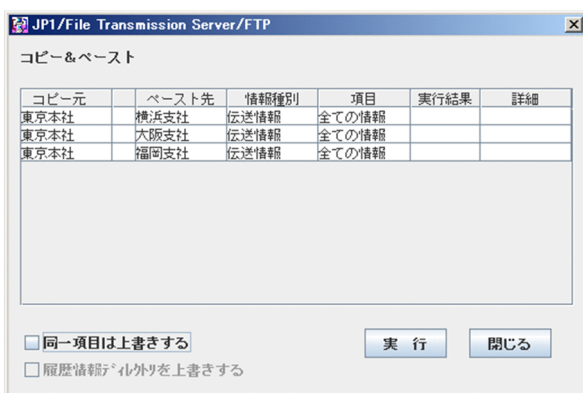 JP1/File Transmission Server/FTP
コピー&ペースト
コピー元 ペースト先 情報種別 項目 実行結果 詳細
東京本社 横浜支社 伝送情報 全ての情報
東京本社 大阪支社 伝送情報 全ての情報
東京本社 福岡支社 伝送情報 全ての情報
同一項目は上書きする 実 行 閉じる
履歴情報ディレクトリを上書きする